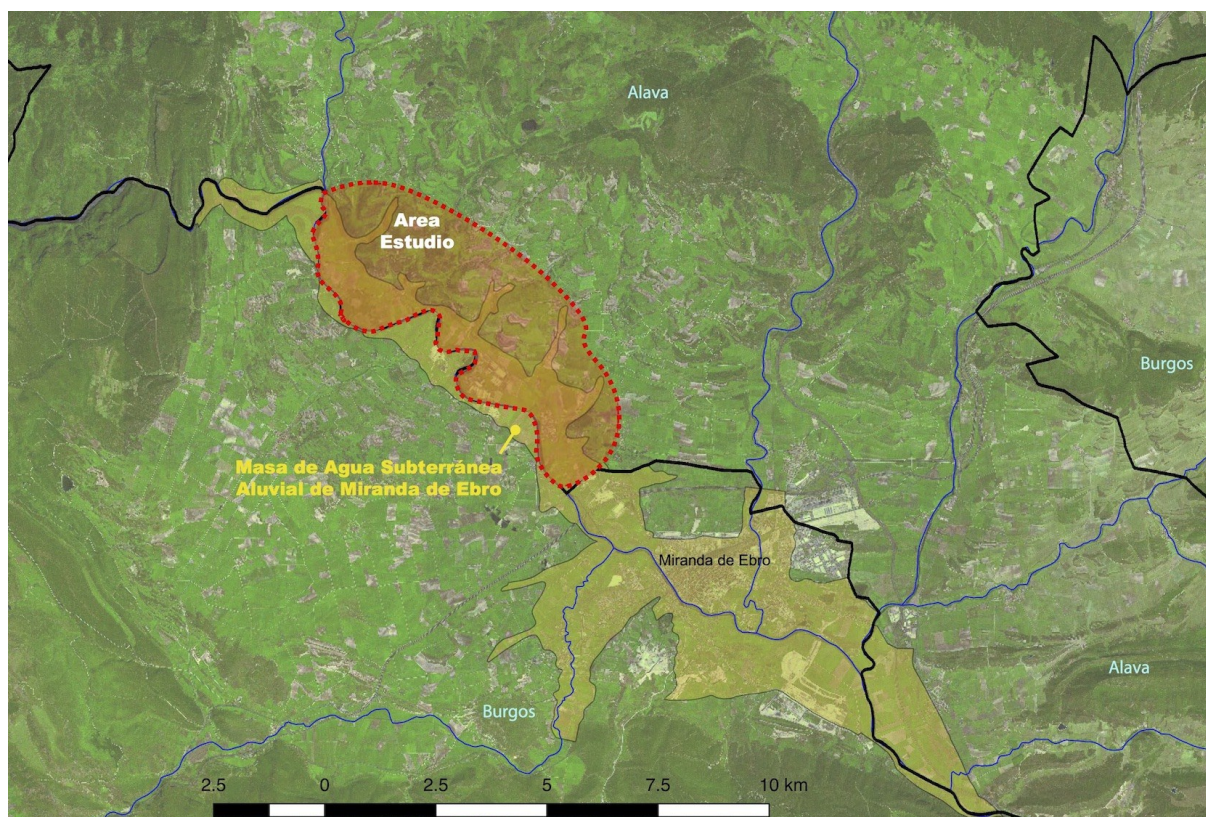 Alava
Area
Estudio
Burgos
Masa de Agua Subterránea
Aluvial de Miranda de Ebro
Miranda de Ebro
Alava
Burgos
2.5 0 2.5 5 7.5 10 km